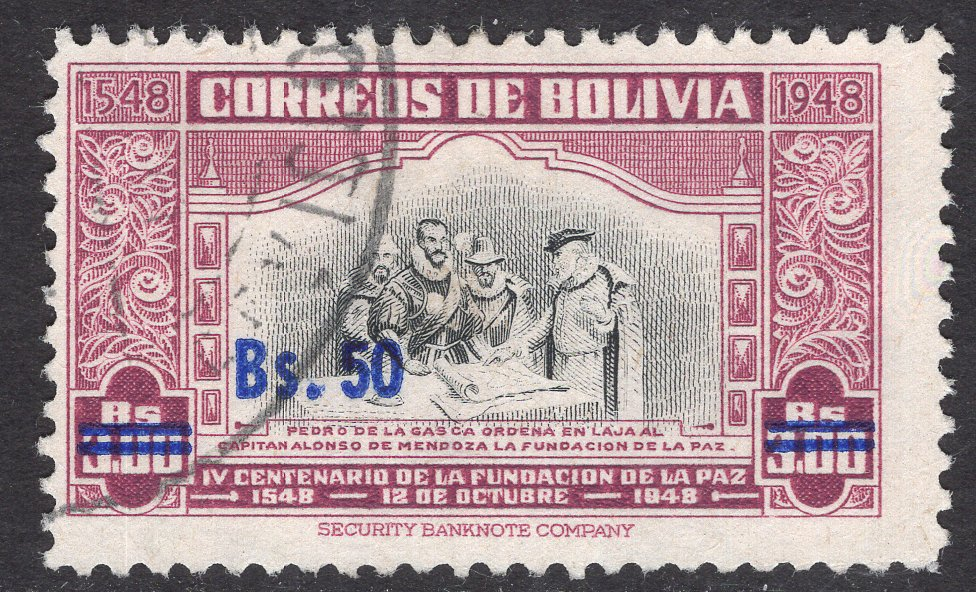 1548 CORREOS DE BOLIVIA 1948
Bs. 50
PEDRO DE LA GASCA ORDENA EN LAJA AL
CAPITAN ALONSO DE MENDOZA LA FUNDACION DE LA PAZ.
Bs Bs
3.00 3.00
IV CENTENARIO DE LA FUNDACION DE LA PAZ
1548 — 12 DE OCTUBRE — 1948
SECURITY BANKNOTE COMPANY